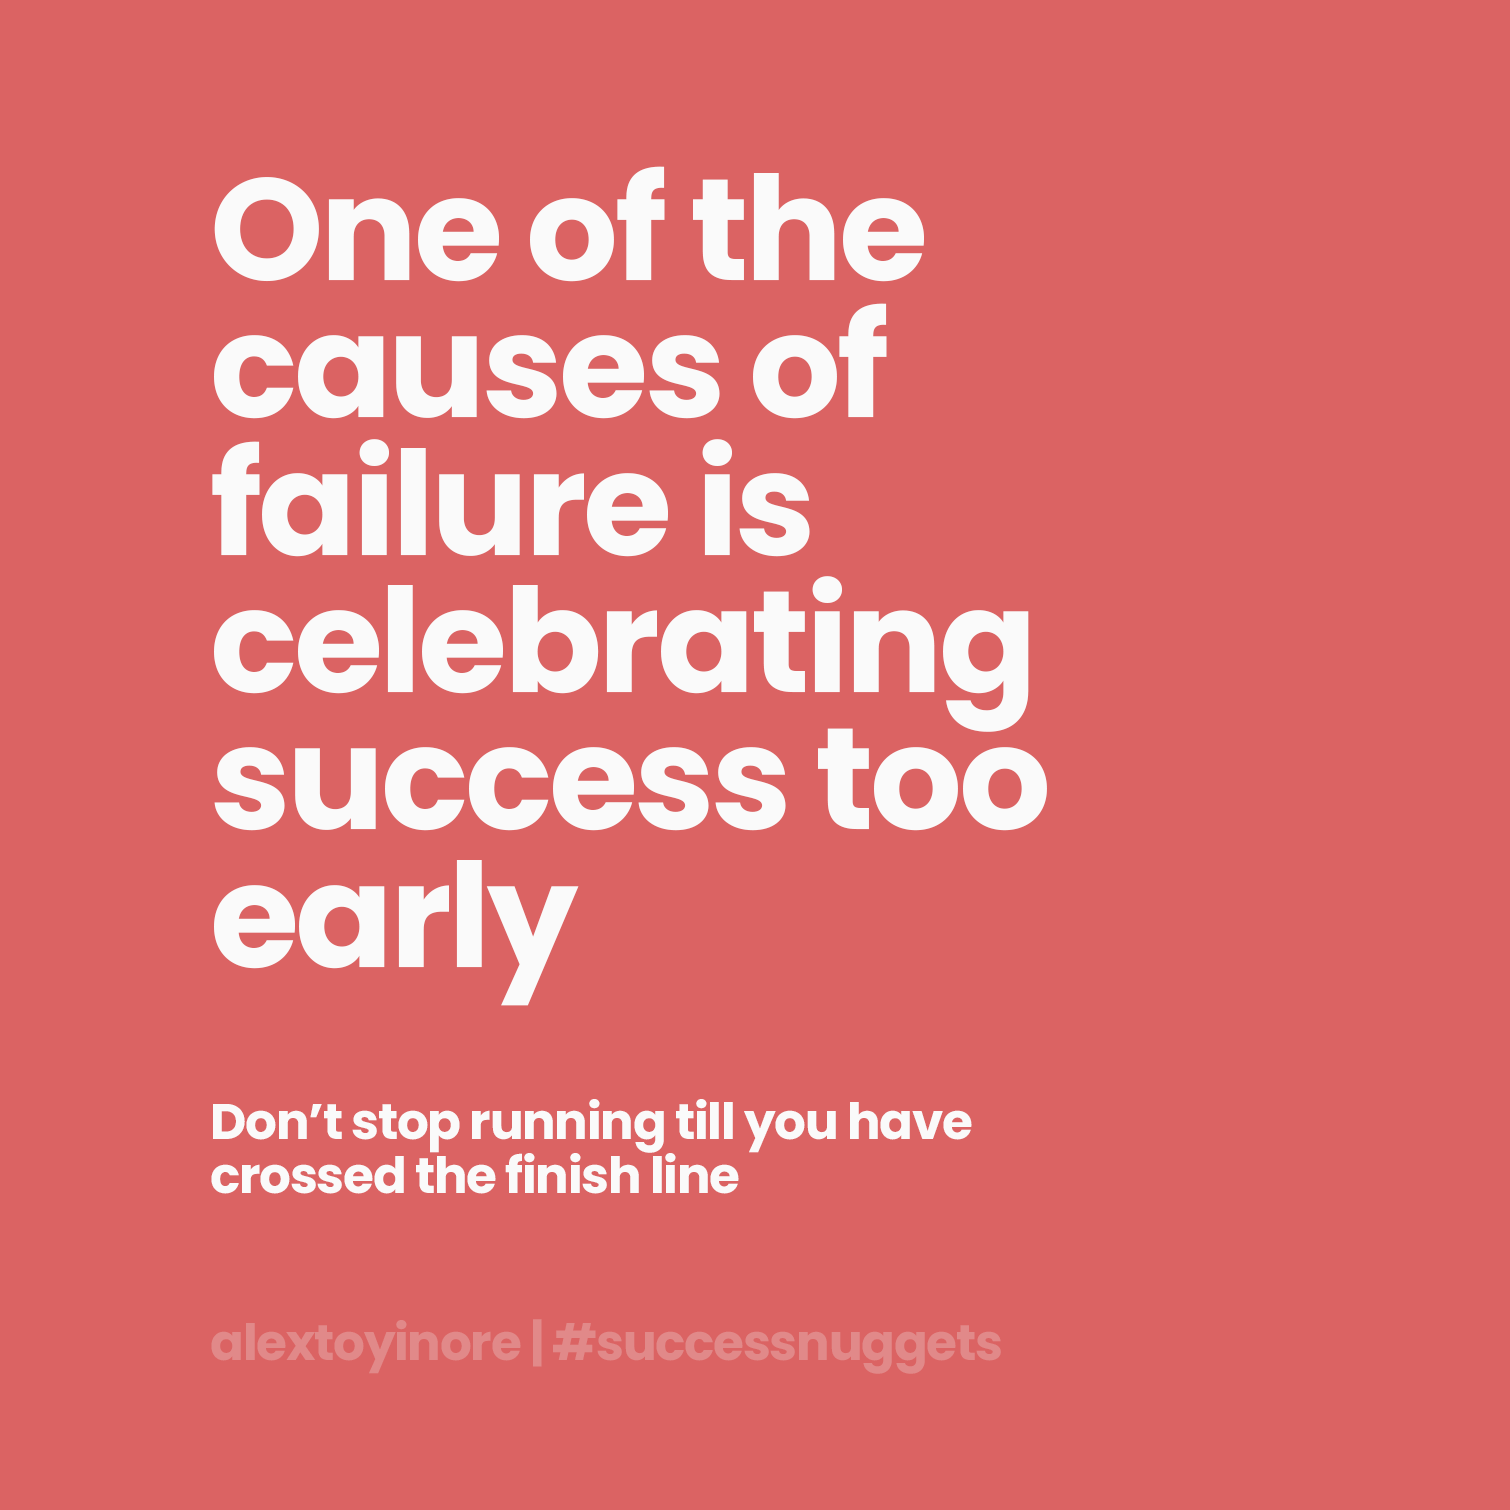 One of the
causes of
failure is
celebrating
success too
early
Don’t stop running till you have
crossed the finish line
alextoyinore | #successnuggets